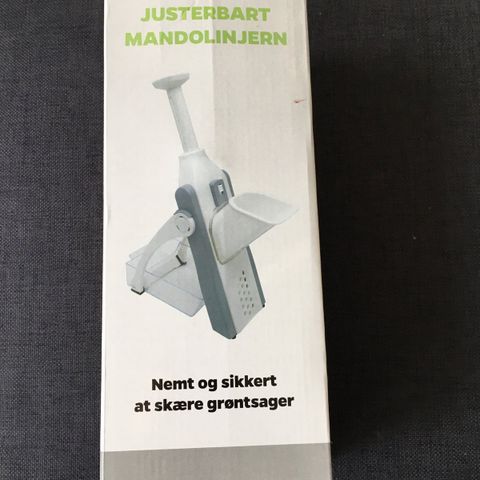 JUSTERBART
MANDOLINJERN
Nemt og sikkert
at skære grøntsager